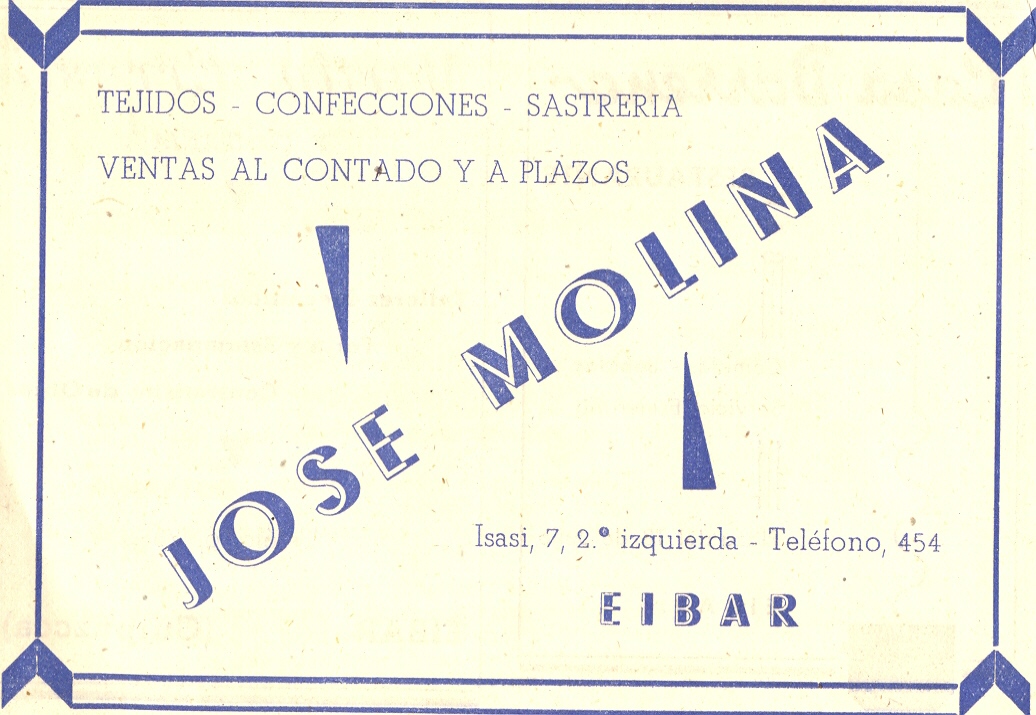 TEJIDOS - CONFECCIONES - SASTRERIA
VENTAS AL CONTADO Y A PLAZOS
JOSE MOLINA
Isasi, 7, 2.º izquierda - Teléfono, 454
EIBAR